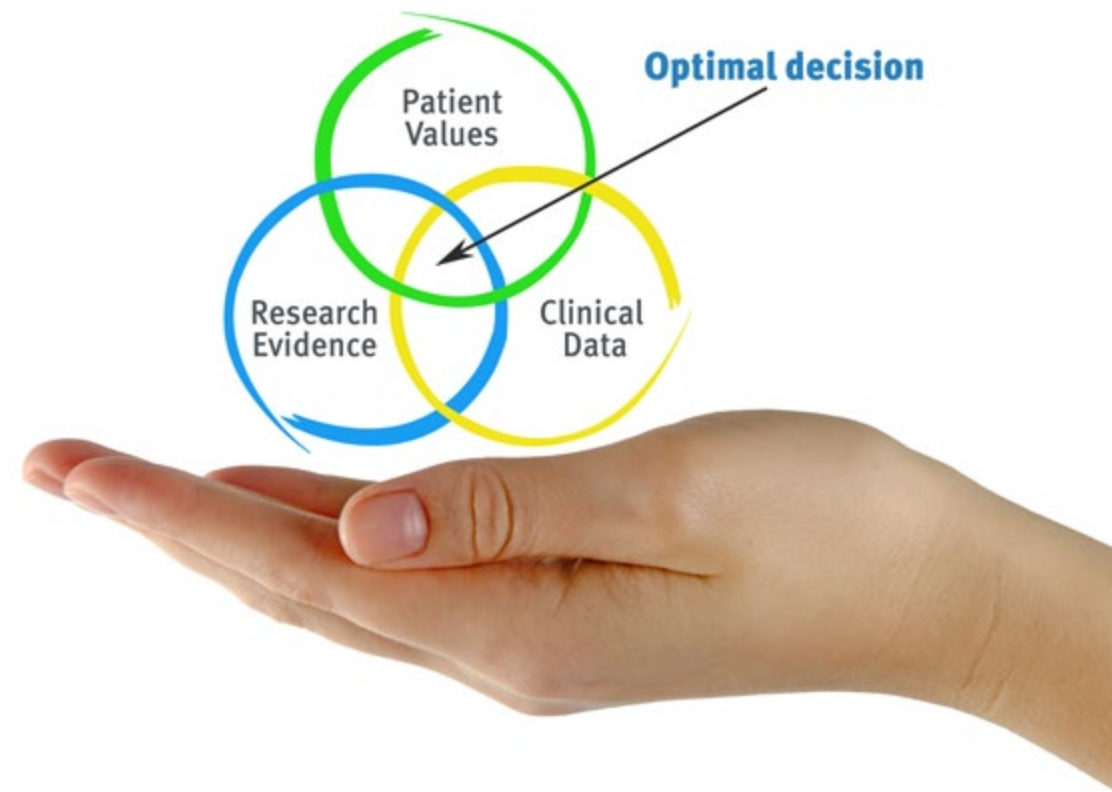 Optimal decision
Patient
Values
Research
Evidence
Clinical
Data